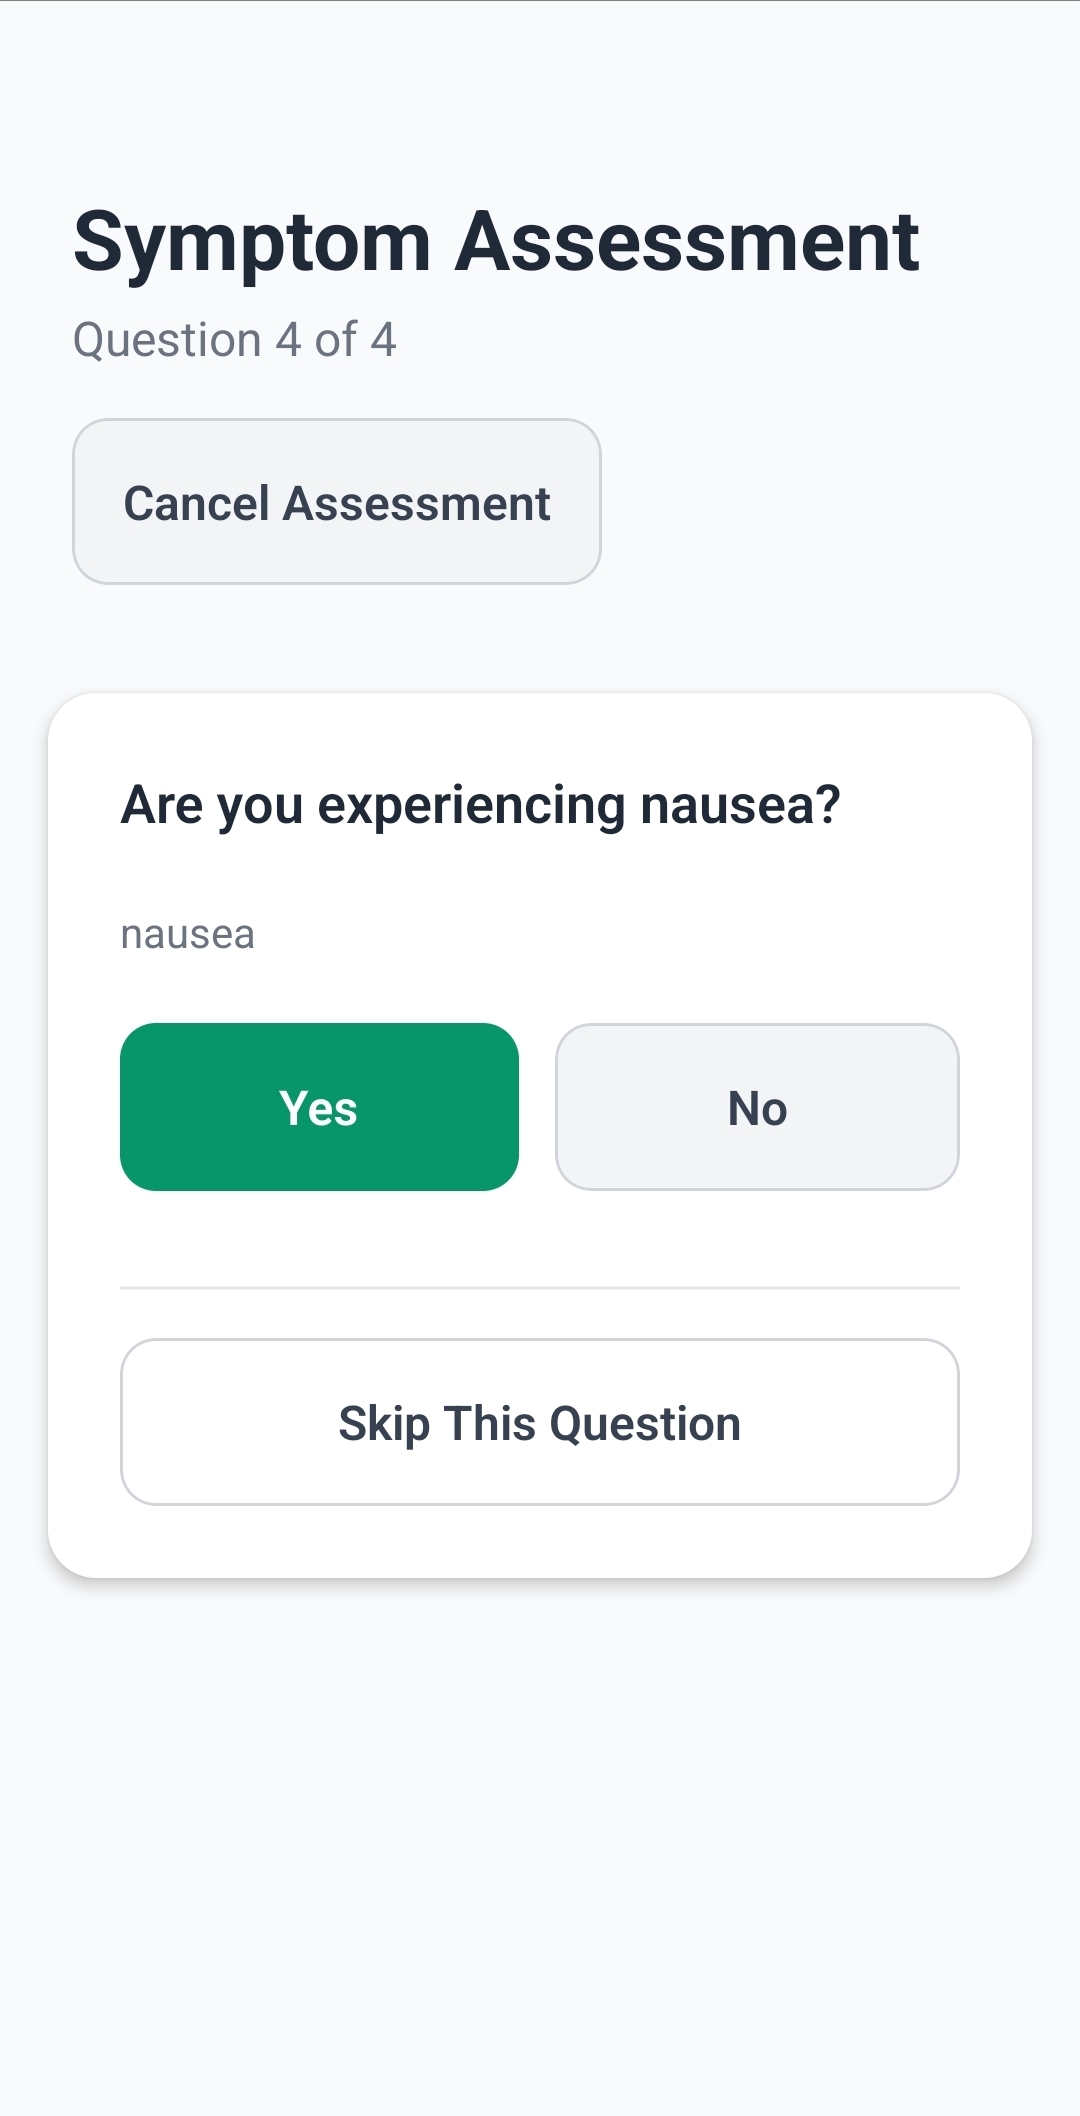 Symptom Assessment
Question 4 of 4
Cancel Assessment
Are you experiencing nausea?
nausea
Yes
No
Skip This Question